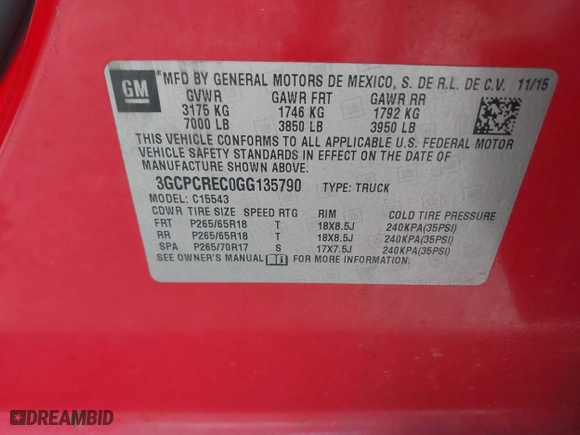 GM
*MFD BY GENERAL MOTORS DE MEXICO, S. DE R.L. DE C.V. 11/15
GVWR GAWR FRT GAWR RR
3175 KG 1746 KG 1792 KG
7000 LB 3850 LB 3950 LB
THIS VEHICLE CONFORMS TO ALL APPLICABLE U.S. FEDERAL MOTOR
VEHICLE SAFETY STANDARDS IN EFFECT ON THE DATE OF
MANUFACTURE SHOWN ABOVE.
3GCPCREC0GG135790 TYPE: TRUCK
MODEL: C15543
CDWR TIRE SIZE SPEED RTG RIM COLD TIRE PRESSURE
FRT P265/65R18 T 18X8.5J 240KPA(35PSI)
RR P265/65R18 T 18X8.5J 240KPA(35PSI)
SPA P265/70R17 S 17X7.5J 240KPA(35PSI)
SEE OWNER'S MANUAL FOR MORE INFORMATION.
DREAMBID